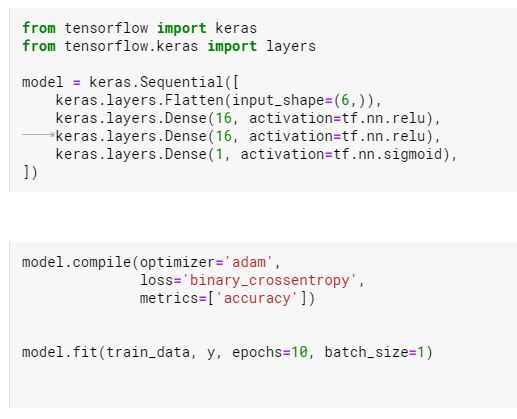 from tensorflow import keras
from tensorflow.keras import layers
model = keras.Sequential([
    keras.layers.Flatten(input_shape=(6,)),
    keras.layers.Dense(16, activation=tf.nn.relu),
    keras.layers.Dense(16, activation=tf.nn.relu),
    keras.layers.Dense(1, activation=tf.nn.sigmoid),
])
model.compile(optimizer='adam',
              loss='binary_crossentropy',
              metrics=['accuracy'])
model.fit(train_data, y, epochs=10, batch_size=1)